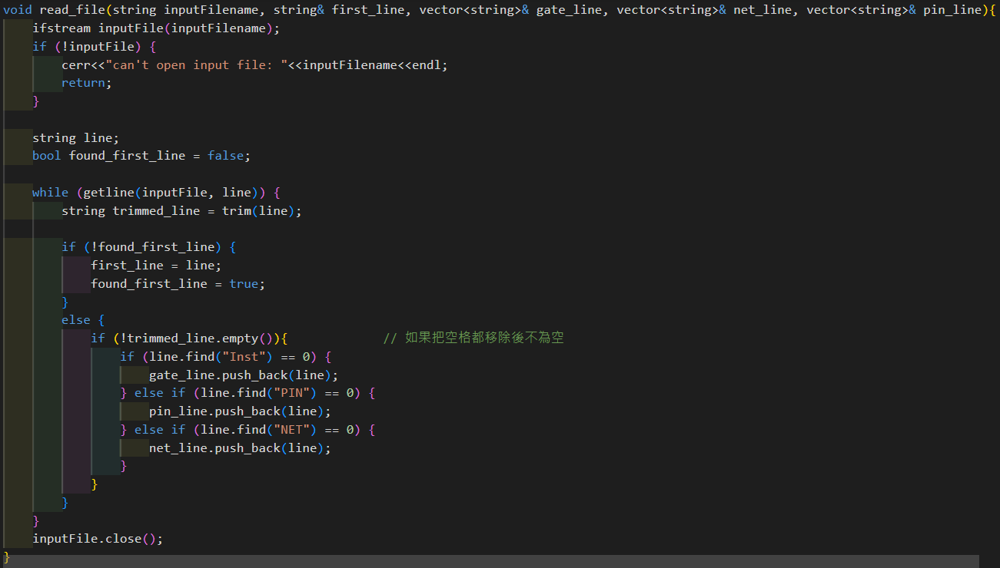 void read_file(string inputFilename, string& first_line, vector<string>& gate_line, vector<string>& net_line, vector<string>& pin_line){
    ifstream inputFile(inputFilename);
    if (!inputFile) {
        cerr<<"can't open input file: "<<inputFilename<<endl;
        return;
    }

    string line;
    bool found_first_line = false;

    while (getline(inputFile, line)) {
        string trimmed_line = trim(line);

        if (!found_first_line) {
            first_line = line;
            found_first_line = true;
        }
        else {
            if (!trimmed_line.empty()){             // 如果把空格都移除後不為空
                if (line.find("Inst") == 0) {
                    gate_line.push_back(line);
                } else if (line.find("PIN") == 0) {
                    pin_line.push_back(line);
                } else if (line.find("NET") == 0) {
                    net_line.push_back(line);
                }
            }
        }
    }
    inputFile.close();
}